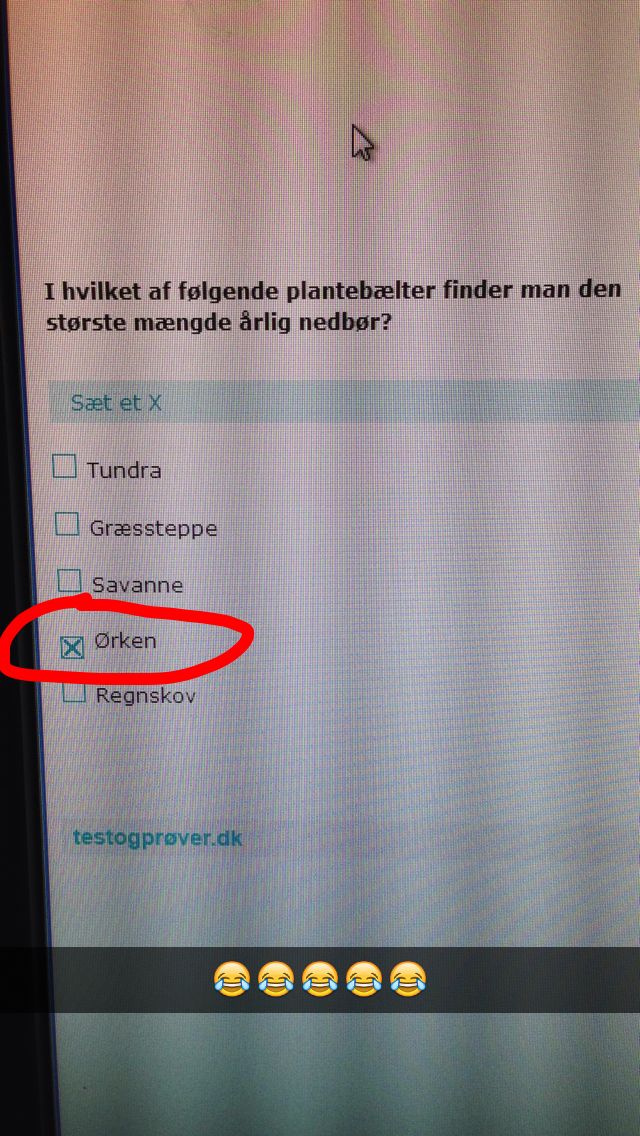 I hvilket af følgende plantebælter finder man den
største mængde årlig nedbør?
Sæt et X
Tundra
Græssteppe
Savanne
Ørken
Regnskov
testogprøver.dk
😂😂😂😂😂